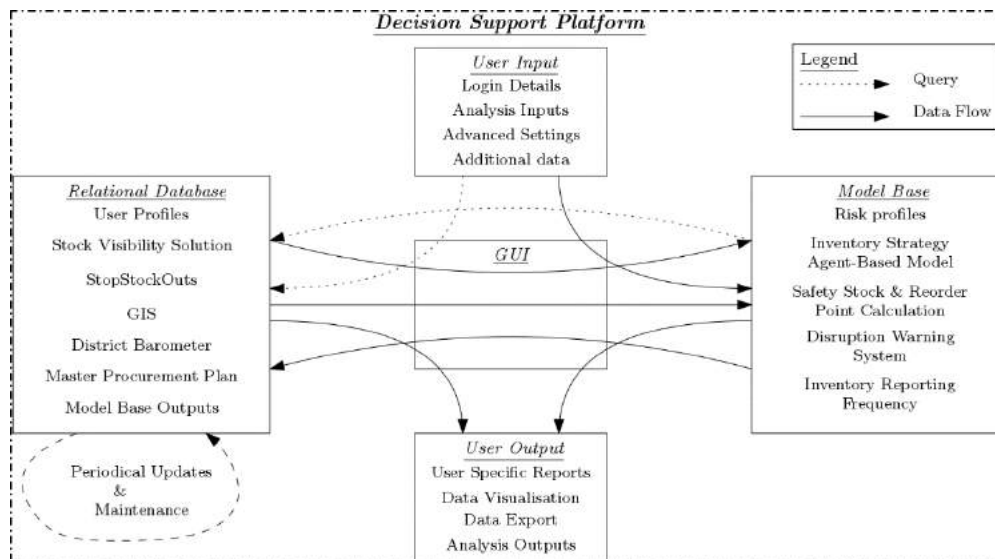 Decision Support Platform
User Input
Login Details
Analysis Inputs
Advanced Settings
Additional data
Legend
Query
Data Flow
Relational Database
User Profiles
Stock Visibility Solution
StopStockOuts
GIS
District Barometer
Master Procurement Plan
Model Base Outputs
GUI
Model Base
Risk profiles
Inventory Strategy
Agent-Based Model
Safety Stock & Reorder
Point Calculation
Disruption Warning
System
Inventory Reporting
Frequency
Periodical Updates
&
Maintenance
User Output
User Specific Reports
Data Visualisation
Data Export
Analysis Outputs